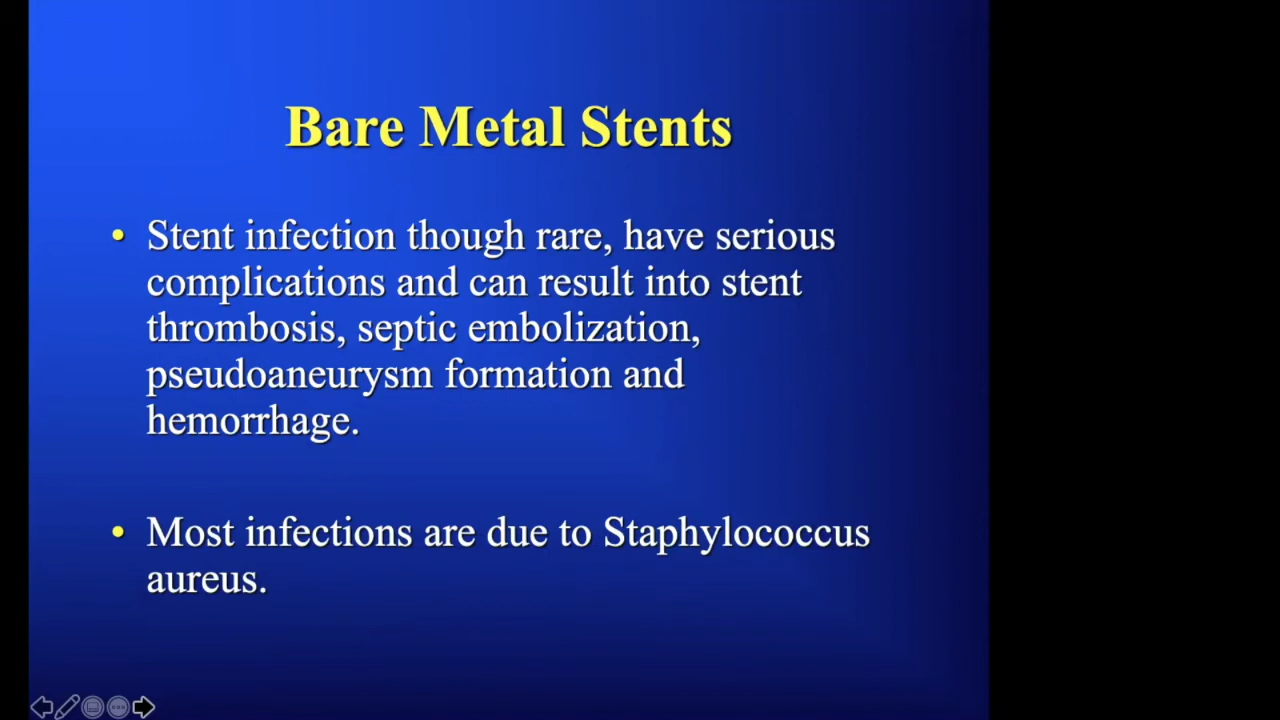 Bare Metal Stents
• Stent infection though rare, have serious
complications and can result into stent
thrombosis, septic embolization,
pseudoaneurysm formation and
hemorrhage.
• Most infections are due to Staphylococcus
aureus.